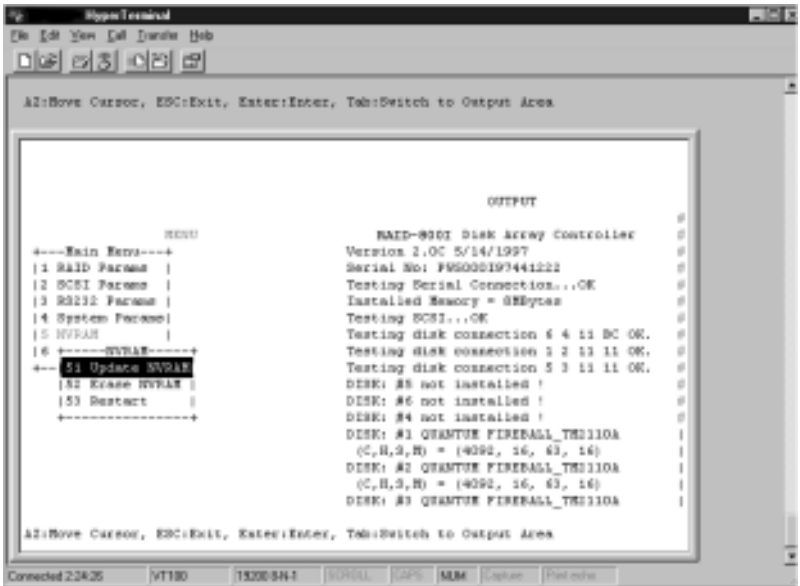 HyperTerminal
File Edit View Call Transfer Help
AZ:Move Cursor, ESC:Exit, Enter:Enter, Tab:Switch to Output Area
OUTPUT
MENU
RAID-800I Disk Array Controller
+---Main Menu---+
Version 2.0C 5/14/1997
|1 RAID Params |
Serial No:
|2 SCSI Params |
Testing Serial Connection...OK
|3 RS232 Params |
Installed Memory = 8MBytes
|4 System Params|
Testing SCSI...OK
|5 NVRAM |
Testing disk connection 6 4 11 BC OK.
|6 +-----NVRAM-----+
Testing disk connection 1 2 11 11 OK.
+-- 51 Update NVRAM
Testing disk connection 5 3 11 11 OK.
|52 Erase NVRAM |
DISK: #5 not installed !
|53 Restart |
DISK: #6 not installed !
+---------------+
DISK: #4 not installed !
DISK: #1 QUANTUM FIREBALL_TM2110A
(C,H,S,M) = (4092, 16, 63, 16)
DISK: #2 QUANTUM FIREBALL_TM2110A
(C,H,S,M) = (4092, 16, 63, 16)
DISK: #3 QUANTUM FIREBALL_TM2110A
AZ:Move Cursor, ESC:Exit, Enter:Enter, Tab:Switch to Output Area
Connected 2:24:26 VT100 19200 8-N-1 SCROLL CAPS NUM Capture Print echo